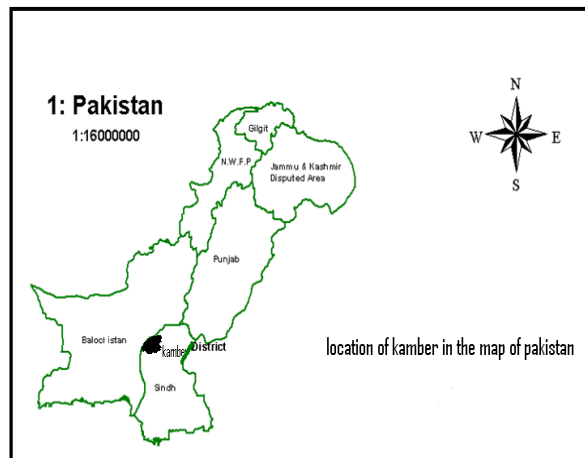 1: Pakistan
1:16000000
N
W
E
S
Gilgit
N.W.F.P
Jammu & Kashmir
Disputed Area
Punjab
Balocl istan
kamber
District
Sindh
location of kamber in the map of pakistan